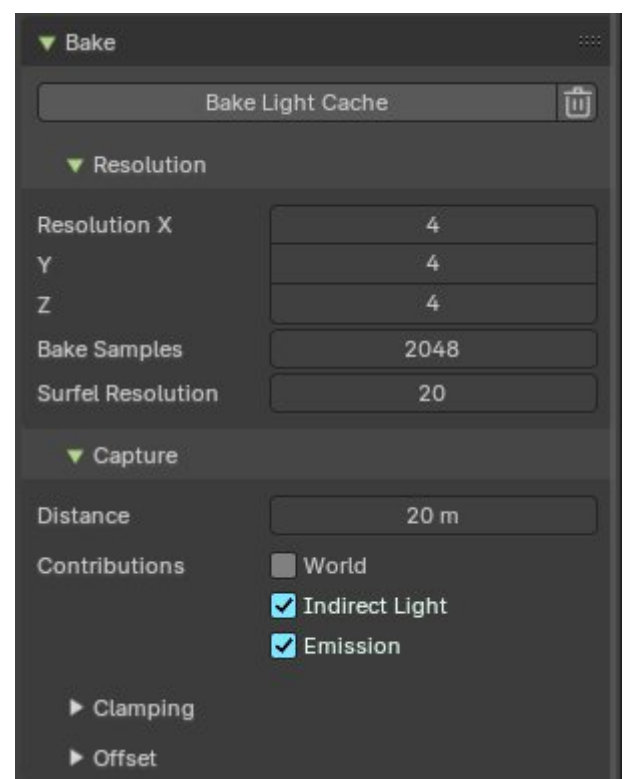 Bake
Bake Light Cache
Resolution
Resolution X 4
Y 4
Z 4
Bake Samples 2048
Surfel Resolution 20
Capture
Distance 20 m
Contributions World
Indirect Light
Emission
Clamping
Offset